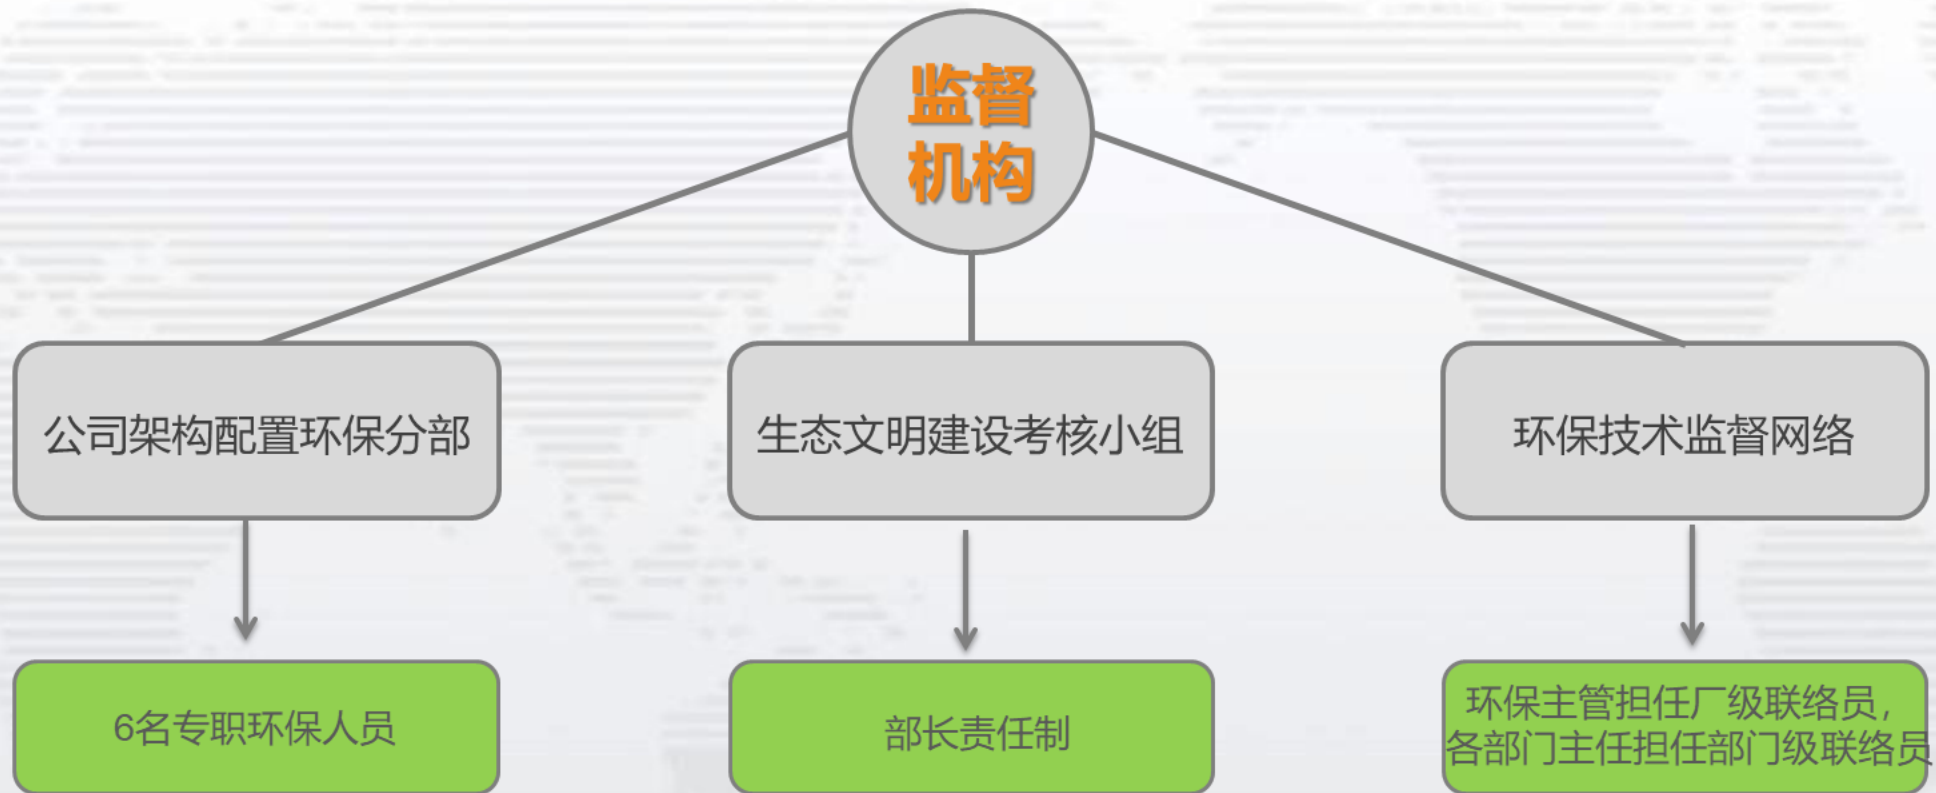 监督
机构
公司架构配置环保分部
生态文明建设考核小组
环保技术监督网络
6名专职环保人员
部长责任制
环保主管担任厂级联络员，
各部门主任担任部门级联络员